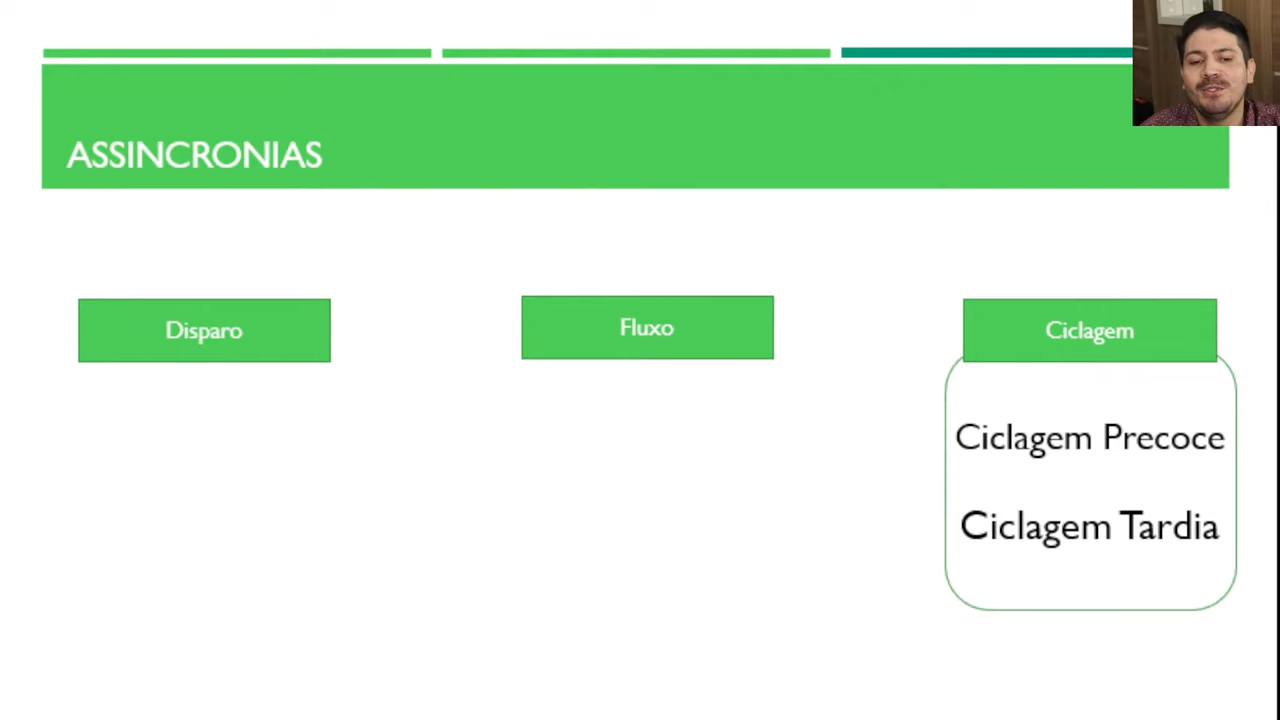 ASSINCRONIAS
Disparo
Fluxo
Ciclagem
Ciclagem Precoce
Ciclagem Tardia